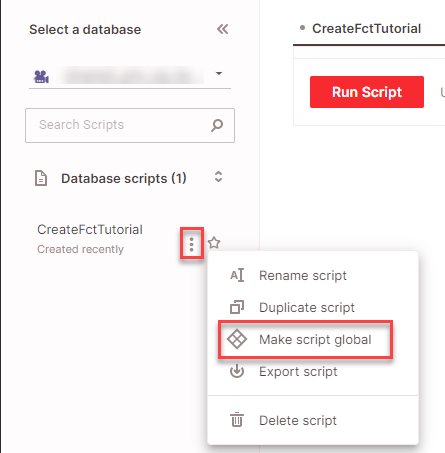 Select a database
CreateFctTutorial
Run Script
Search Scripts
Database scripts (1)
CreateFctTutorial
Created recently
Rename script
Duplicate script
Make script global
Export script
Delete script